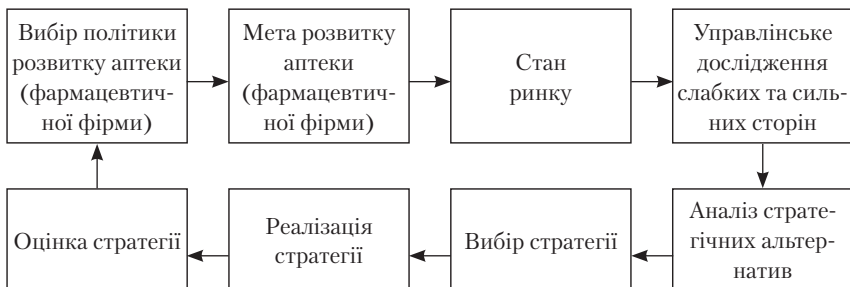 Вибір політики
розвитку аптеки
(фармацевтич-
ної фірми)
Мета розвитку
аптеки
(фармацевтич-
ної фірми)
Стан
ринку
Управлінське
дослідження
слабких та силь-
них сторін
Оцінка стратегії
Реалізація
стратегії
Вибір стратегії
Аналіз страте-
гічних альтер-
натив